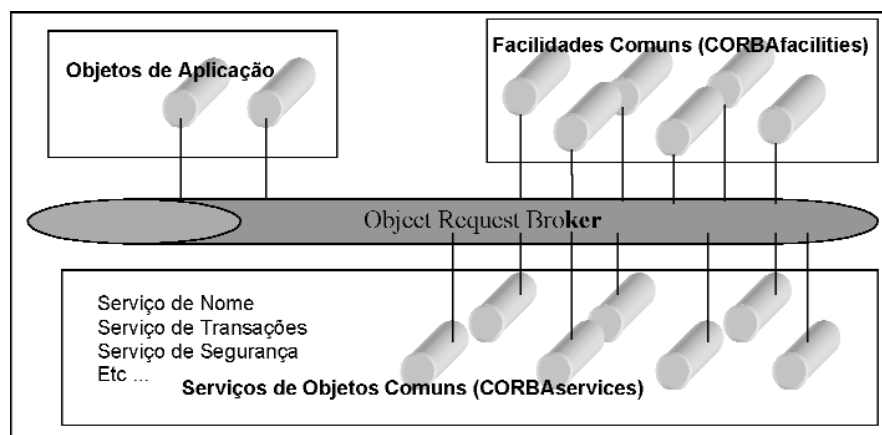 Objetos de Aplicação
Facilidades Comuns (CORBAfacilities)
Object Request Broker
Serviço de Nome
Serviço de Transações
Serviço de Segurança
Etc ...
Serviços de Objetos Comuns (CORBAservices)